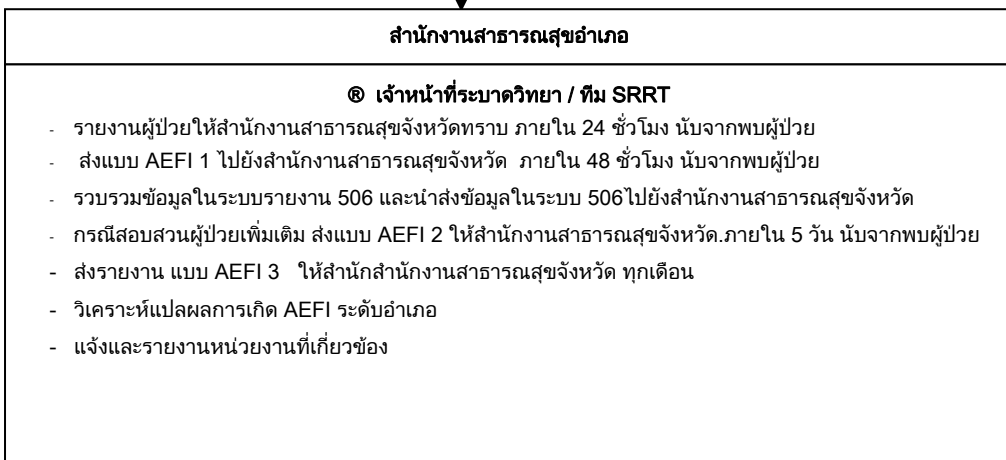 สำนักงานสาธารณสุขอำเภอ
® เจ้าหน้าที่ระบาดวิทยา / ทีม SRRT
- รายงานผู้ป่วยให้สำนักงานสาธารณสุขจังหวัดทราบ ภายใน 24 ชั่วโมง นับจากพบผู้ป่วย
- ส่งแบบ AEFI 1 ไปยังสำนักงานสาธารณสุขจังหวัด ภายใน 48 ชั่วโมง นับจากพบผู้ป่วย
- รวบรวมข้อมูลในระบบรายงาน 506 และนำส่งข้อมูลในระบบ 506ไปยังสำนักงานสาธารณสุขจังหวัด
- กรณีสอบสวนผู้ป่วยเพิ่มเติม ส่งแบบ AEFI 2 ให้สำนักงานสาธารณสุขจังหวัด.ภายใน 5 วัน นับจากพบผู้ป่วย
- ส่งรายงาน แบบ AEFI 3 ให้สำนักสำนักงานสาธารณสุขจังหวัด ทุกเดือน
- วิเคราะห์แปลผลการเกิด AEFI ระดับอำเภอ
- แจ้งและรายงานหน่วยงานที่เกี่ยวข้อง